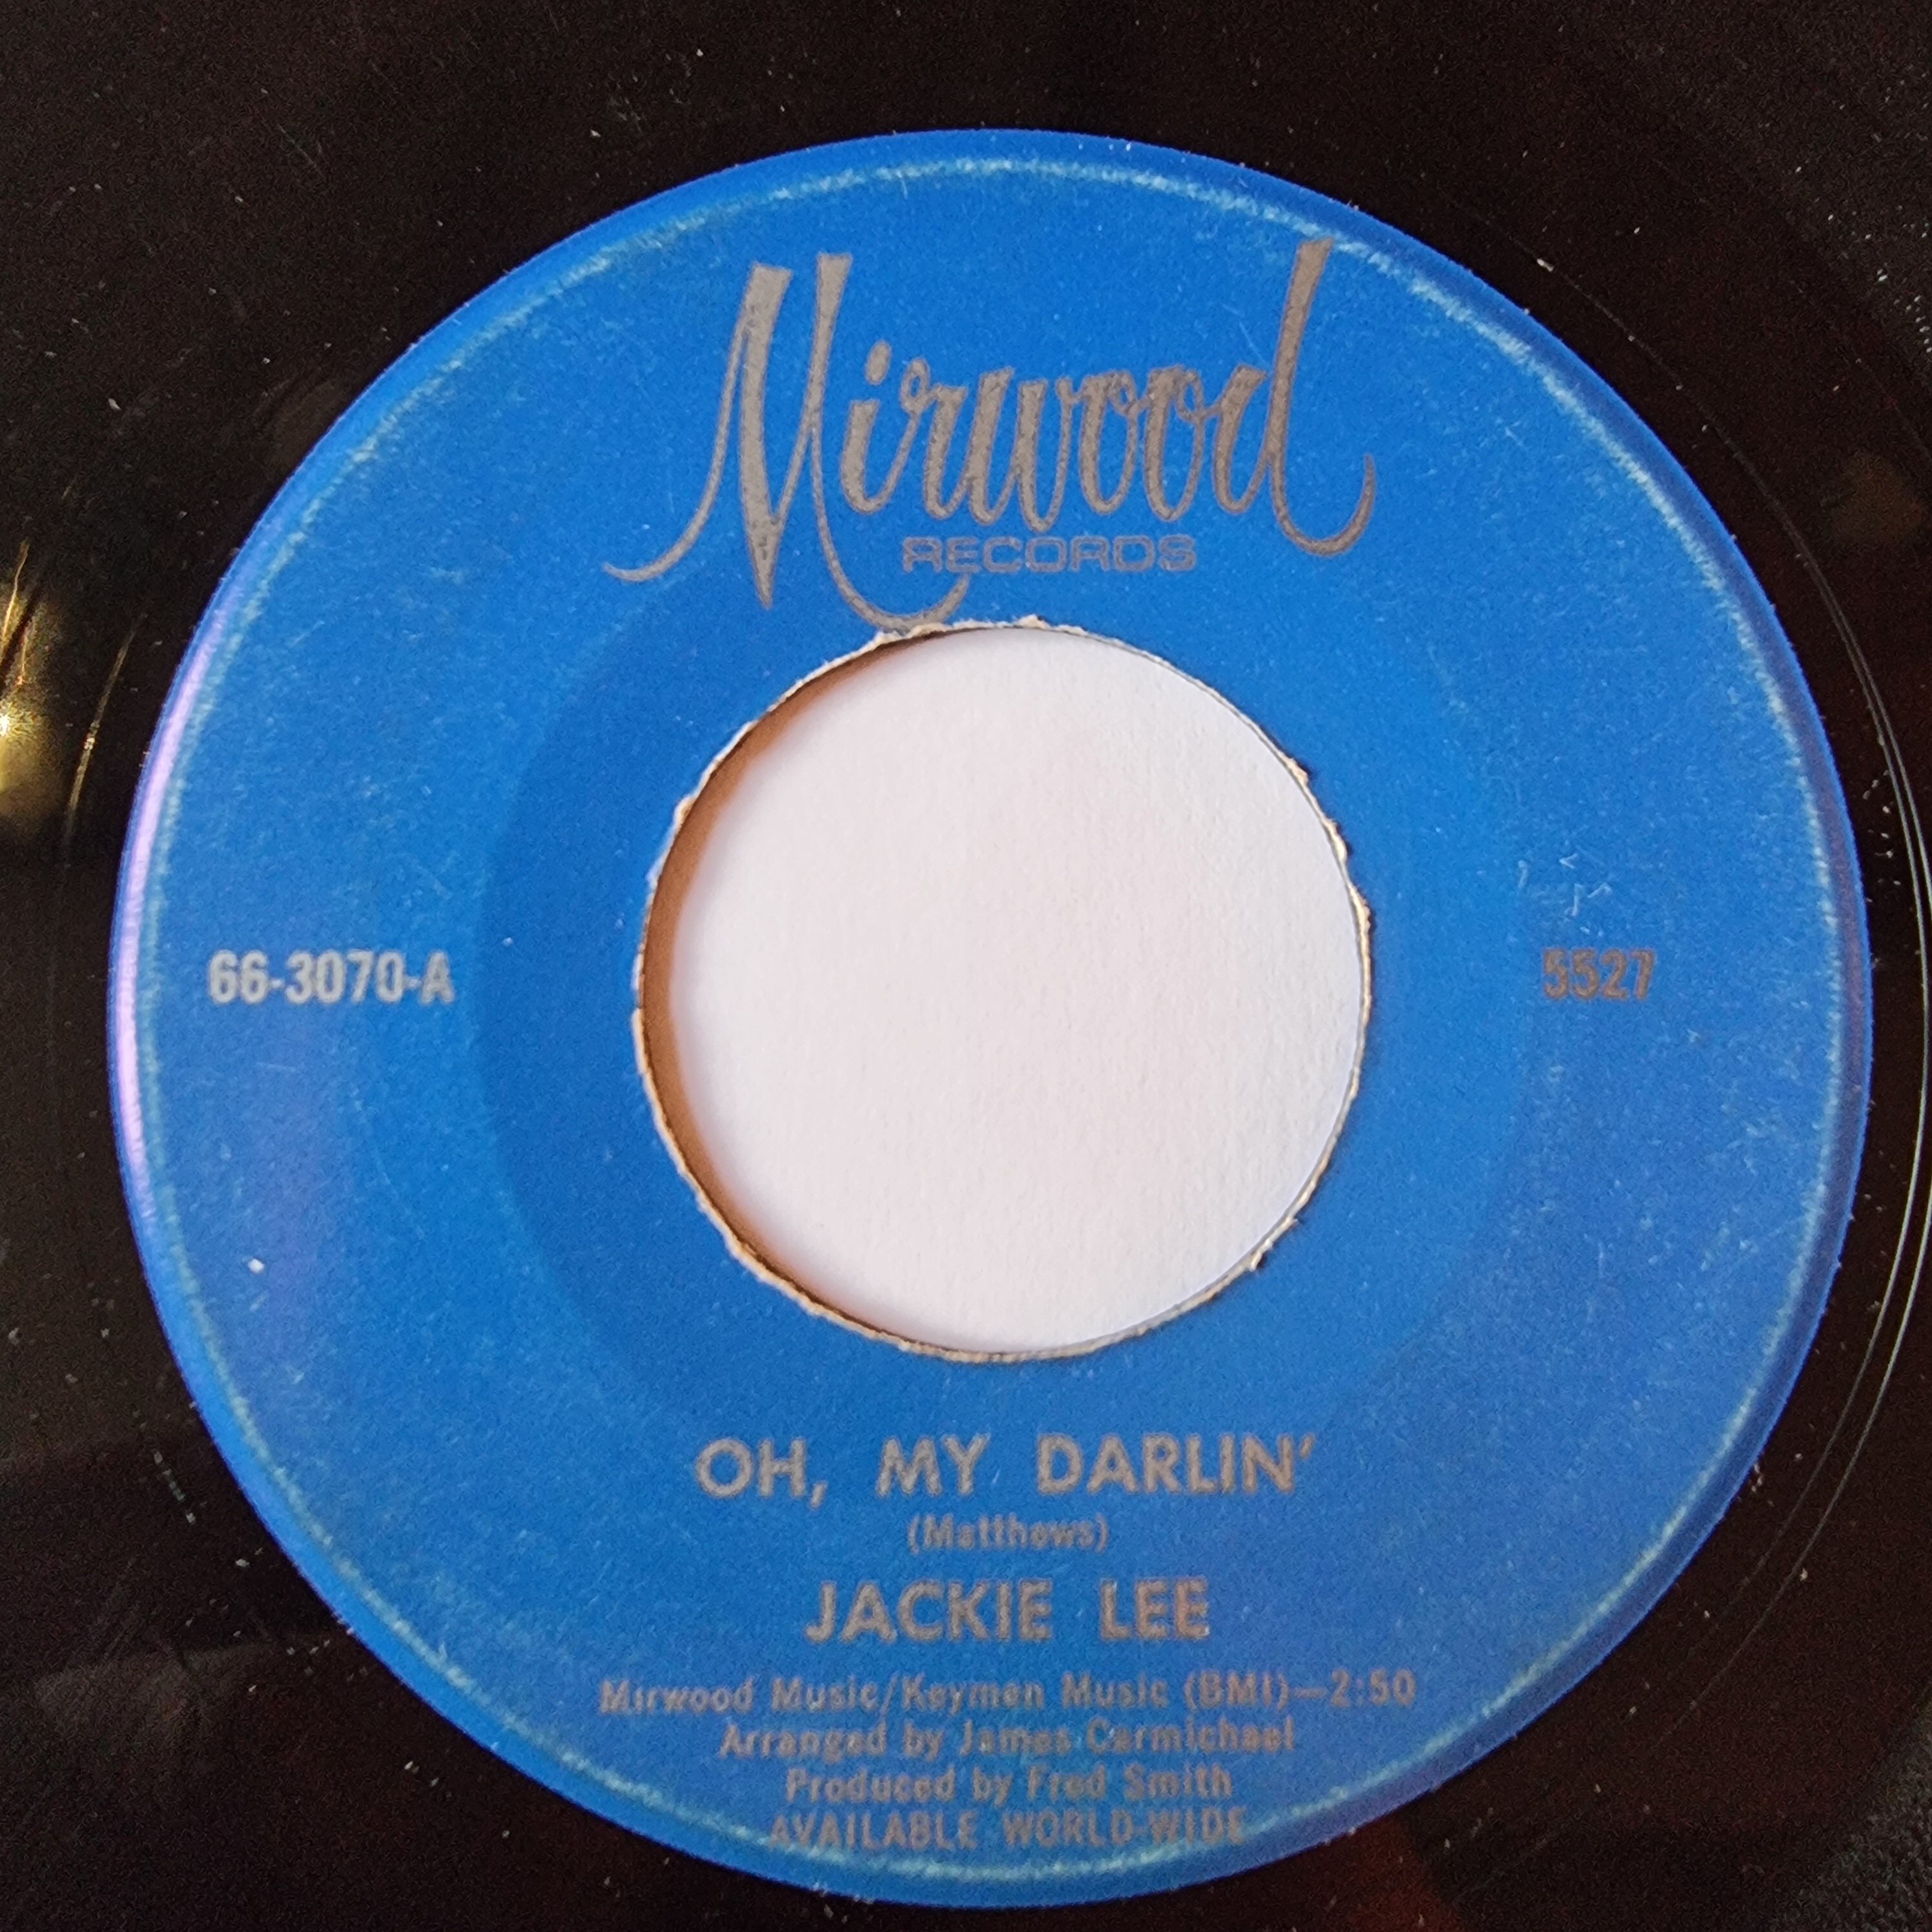 Mirwood
RECORDS
66-3070-A
5527
OH, MY DARLIN'
(Matthews)
JACKIE LEE
Mirwood Music/Keymen Music (BMI)—2:50
Arranged by James Carmichael
Produced by Fred Smith
AVAILABLE WORLD-WIDE